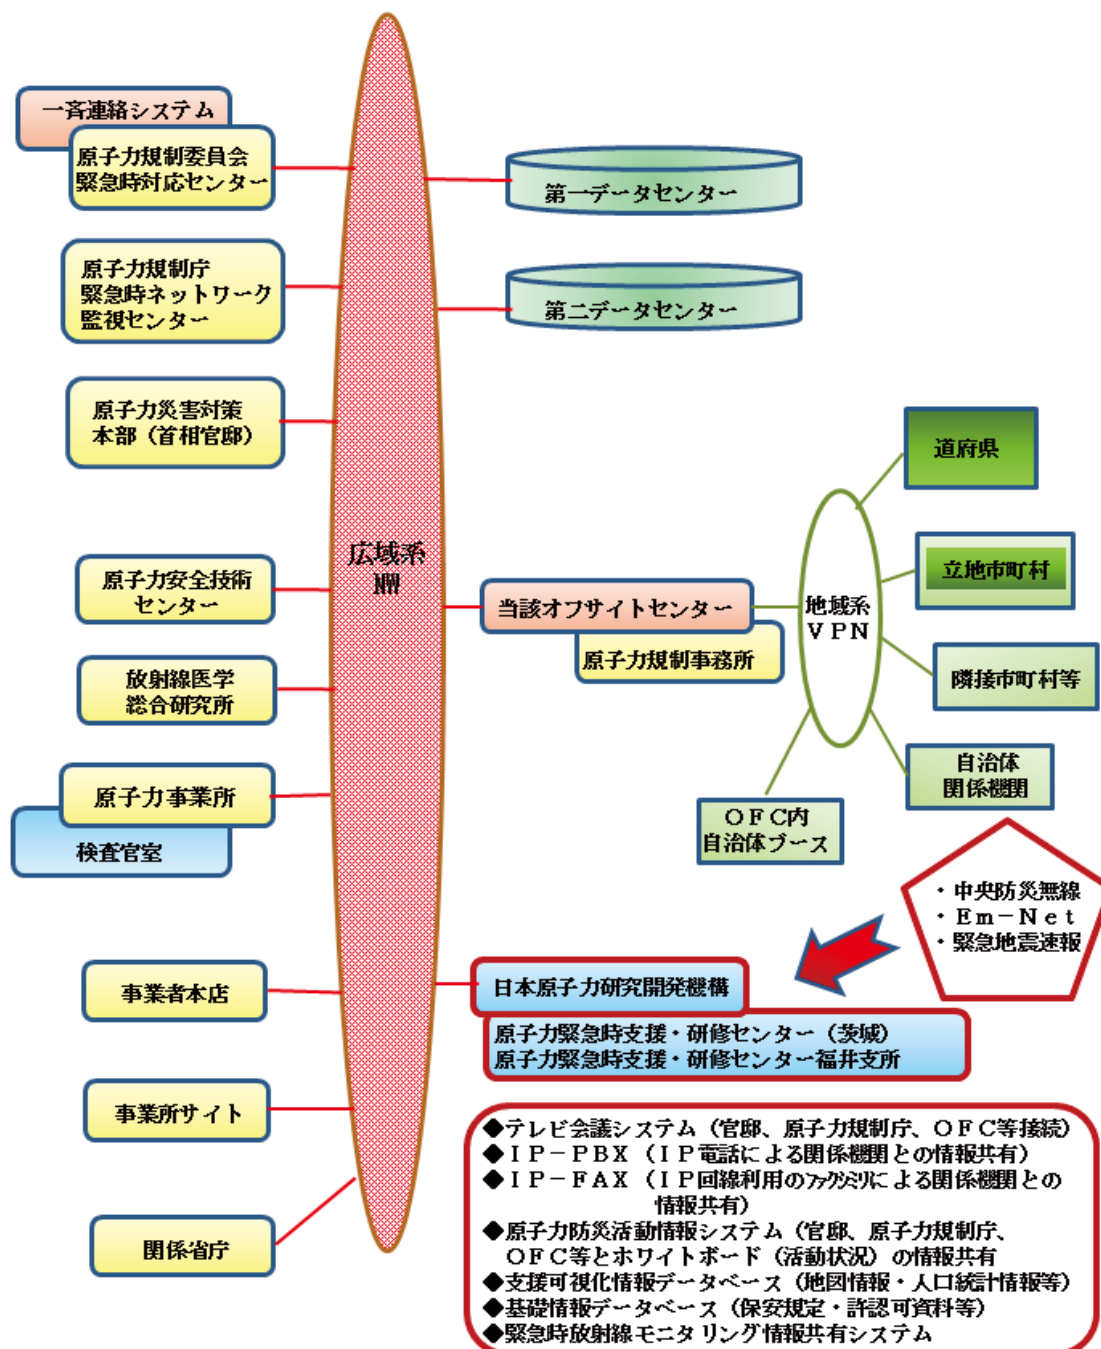 一斉連絡システム
原子力規制委員会
緊急時対応センター
原子力規制庁
緊急時ネットワーク
監視センター
原子力災害対策
本部（首相官邸）
原子力安全技術
センター
放射線医学
総合研究所
原子力事業所
検査官室
事業者本店
事業所サイト
関係省庁
広域系
NW
第一データセンター
第二データセンター
当該オフサイトセンター
原子力規制事務所
地域系
ＶＰＮ
道府県
立地市町村
隣接市町村等
自治体
関係機関
ＯＦＣ内
自治体ブース
・中央防災無線
・Ｅｍ－Ｎｅｔ
・緊急地震速報
日本原子力研究開発機構
原子力緊急時支援・研修センター（茨城）
原子力緊急時支援・研修センター福井支所
◆テレビ会議システム（官邸、原子力規制庁、ＯＦＣ等接続）
◆ＩＰ－ＰＢＸ（ＩＰ電話による関係機関との情報共有）
◆ＩＰ－ＦＡＸ（ＩＰ回線利用のﾌｧｸｼﾐﾘによる関係機関との
情報共有）
◆原子力防災活動情報システム（官邸、原子力規制庁、
ＯＦＣ等とホワイトボード（活動状況）の情報共有
◆支援可視化情報データベース（地図情報・人口統計情報等）
◆基礎情報データベース（保安規定・許認可資料等）
◆緊急時放射線モニタリング情報共有システム